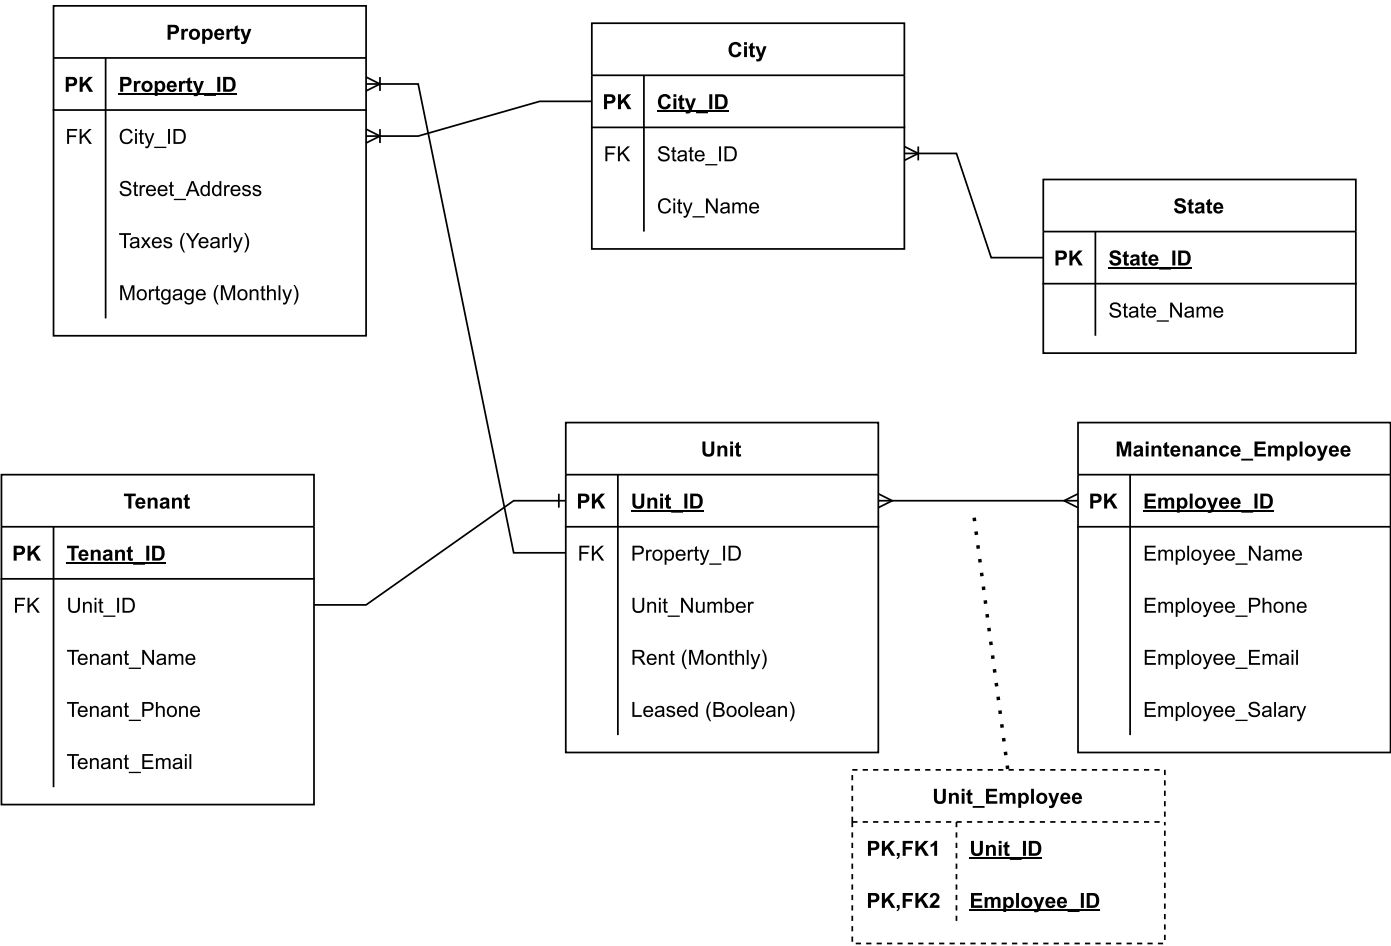 Property
PK Property_ID
FK City_ID
Street_Address
Taxes (Yearly)
Mortgage (Monthly)
City
PK City_ID
FK State_ID
City_Name
State
PK State_ID
State_Name
Tenant
PK Tenant_ID
FK Unit_ID
Tenant_Name
Tenant_Phone
Tenant_Email
Unit
PK Unit_ID
FK Property_ID
Unit_Number
Rent (Monthly)
Leased (Boolean)
Maintenance_Employee
PK Employee_ID
Employee_Name
Employee_Phone
Employee_Email
Employee_Salary
Unit_Employee
PK,FK1 Unit_ID
PK,FK2 Employee_ID